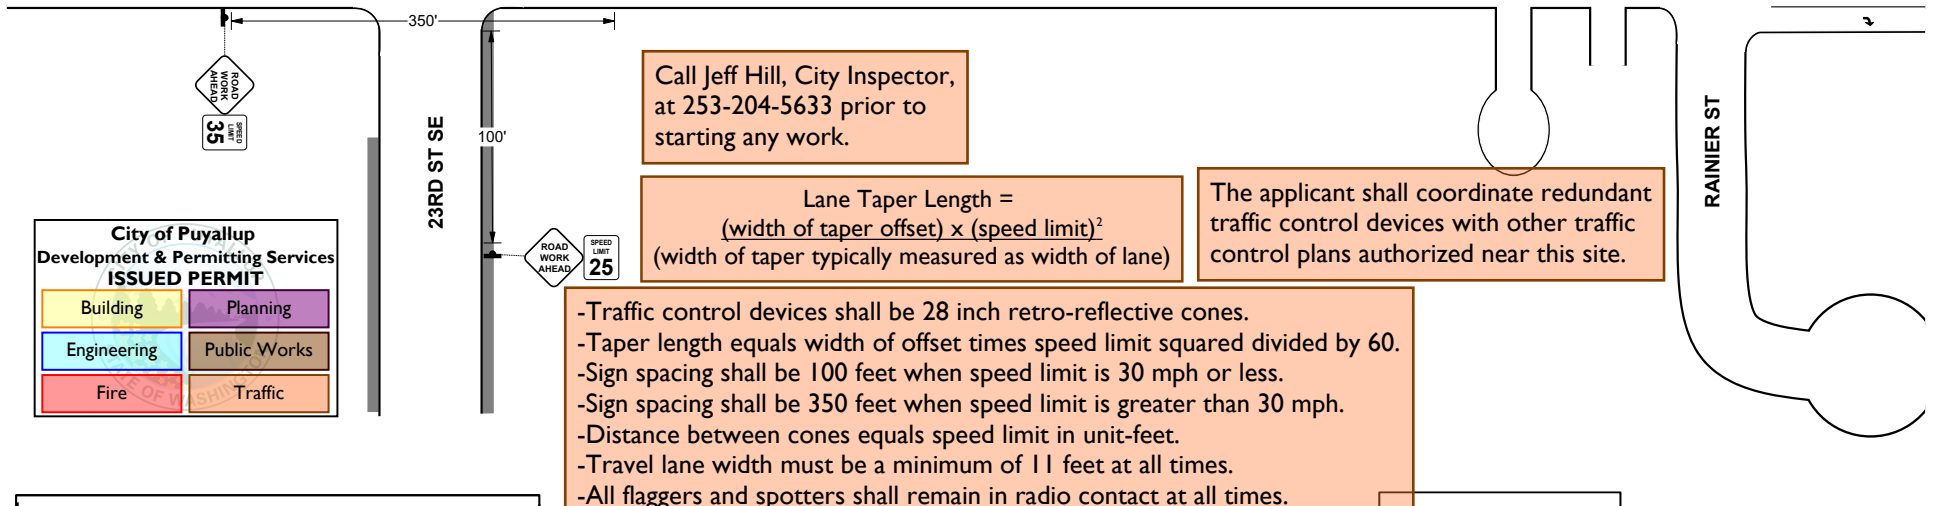 350'
ROAD
WORK
AHEAD
SPEED
LIMIT
35
23RD ST SE
100'
ROAD
WORK
AHEAD
SPEED
LIMIT
25
Call Jeff Hill, City Inspector,
at 253-204-5633 prior to
starting any work.
Lane Taper Length =
(width of taper offset) x (speed limit)²
(width of taper typically measured as width of lane)
The applicant shall coordinate redundant
traffic control devices with other traffic
control plans authorized near this site.
RAINIER ST
City of Puyallup
Development & Permitting Services
ISSUED PERMIT
Building
Planning
Engineering
Public Works
Fire
Traffic
-Traffic control devices shall be 28 inch retro-reflective cones.
-Taper length equals width of offset times speed limit squared divided by 60.
-Sign spacing shall be 100 feet when speed limit is 30 mph or less.
-Sign spacing shall be 350 feet when speed limit is greater than 30 mph.
-Distance between cones equals speed limit in unit-feet.
-Travel lane width must be a minimum of 11 feet at all times.
-All flaggers and spotters shall remain in radio contact at all times.